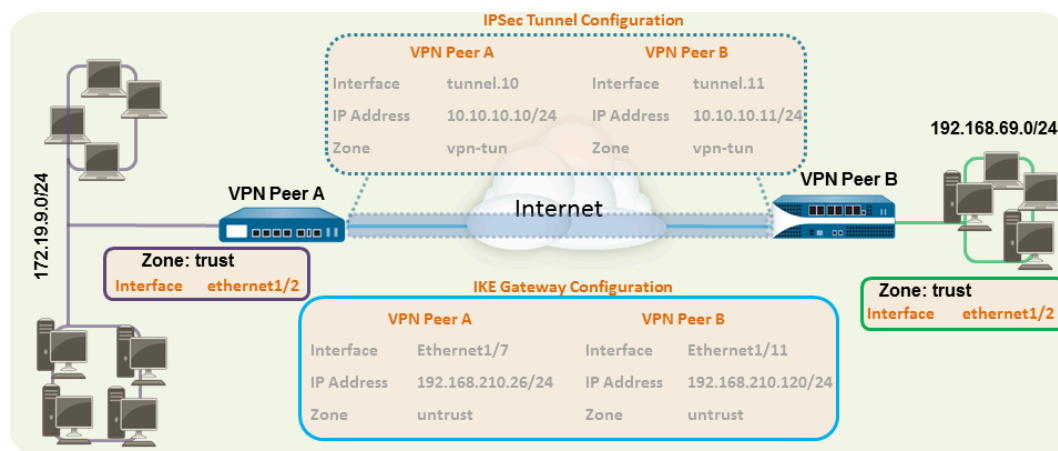 IPSec Tunnel Configuration
VPN Peer A VPN Peer B
Interface tunnel.10 Interface tunnel.11
IP Address 10.10.10.10/24 IP Address 10.10.10.11/24
Zone vpn-tun Zone vpn-tun
192.168.69.0/24
172.19.9.0/24
VPN Peer A
Internet
VPN Peer B
Zone: trust
Interface ethernet1/2
Zone: trust
Interface ethernet1/2
IKE Gateway Configuration
VPN Peer A VPN Peer B
Interface Ethernet1/7 Interface Ethernet1/11
IP Address 192.168.210.26/24 IP Address 192.168.210.120/24
Zone untrust Zone untrust